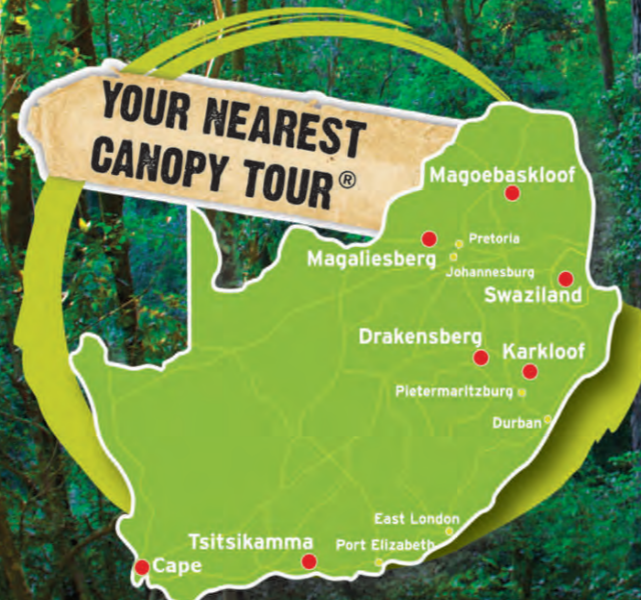 YOUR NEAREST
CANOPY TOUR®
Magoebaskloof
Pretoria
Magaliesberg
Johannesburg
Swaziland
Drakensberg
Karkloof
Pietermaritzburg
Durban
East London
Tsitsikamma
Port Elizabeth
Cape